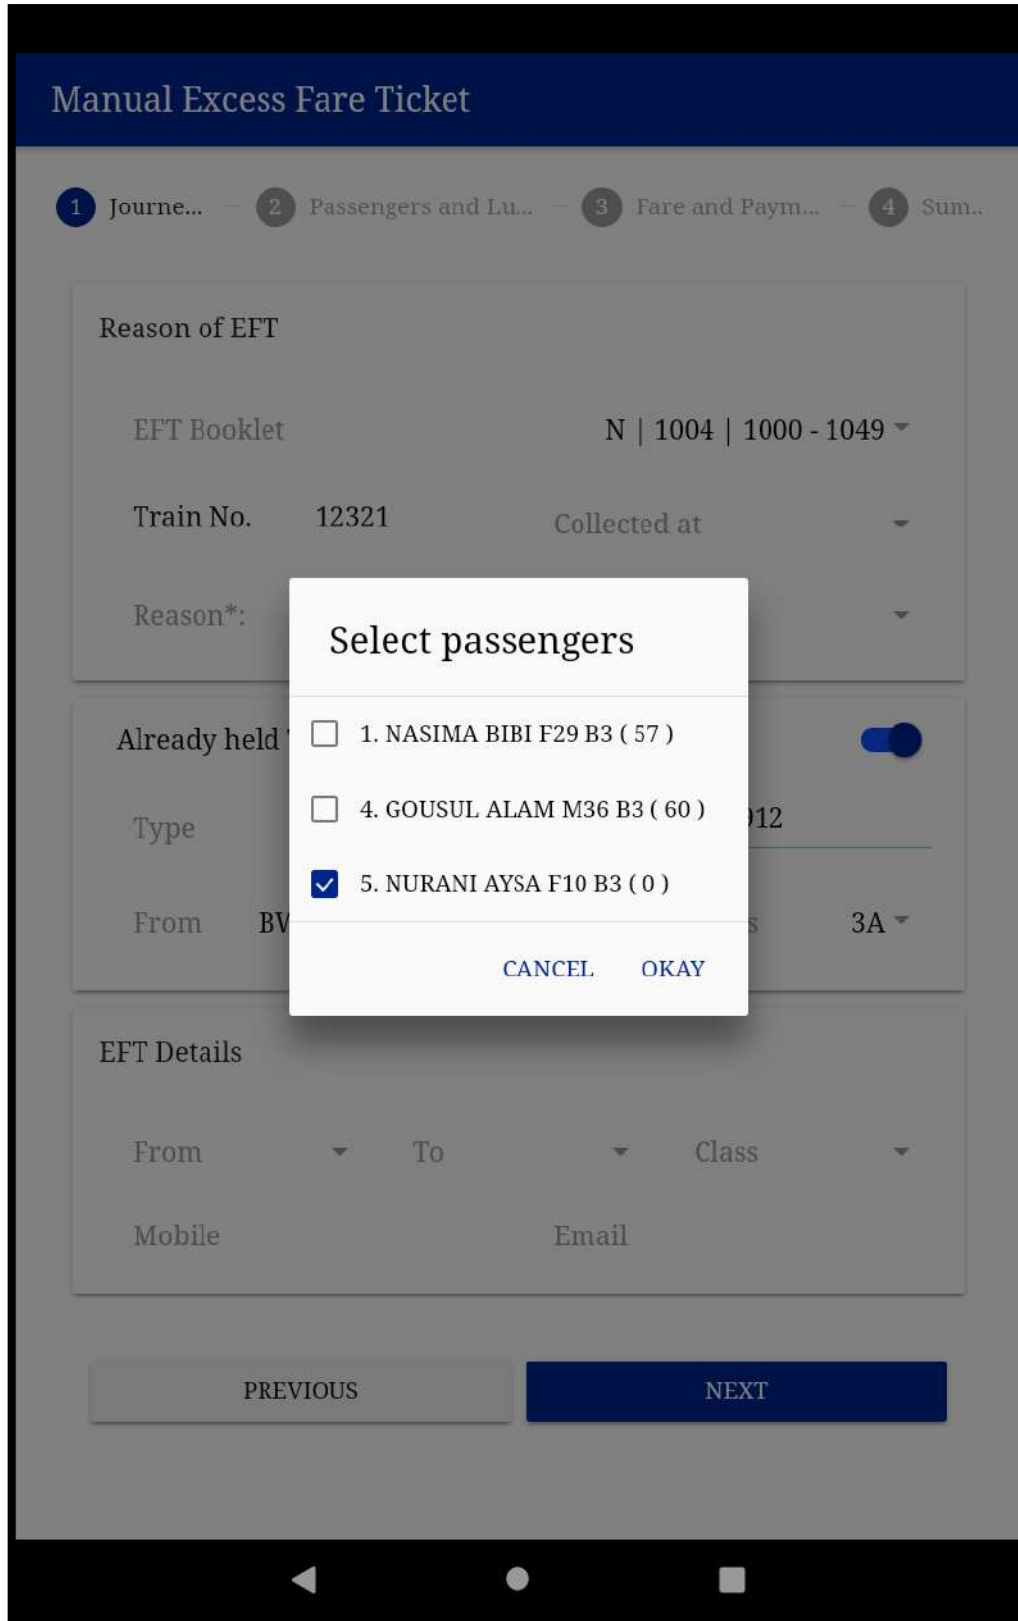 Manual Excess Fare Ticket
1 Journe... 2 Passengers and Lu... 3 Fare and Paym... 4 Sum..
Reason of EFT
EFT Booklet N | 1004 | 1000 - 1049
Train No. 12321 Collected at
Reason*:
Select passengers
Already held
1. NASIMA BIBI F29 B3 ( 57 )
4. GOUSUL ALAM M36 B3 ( 60 )
Type 912
5. NURANI AYSA F10 B3 ( 0 )
From 3A
CANCEL OKAY
EFT Details
From To Class
Mobile Email
PREVIOUS NEXT